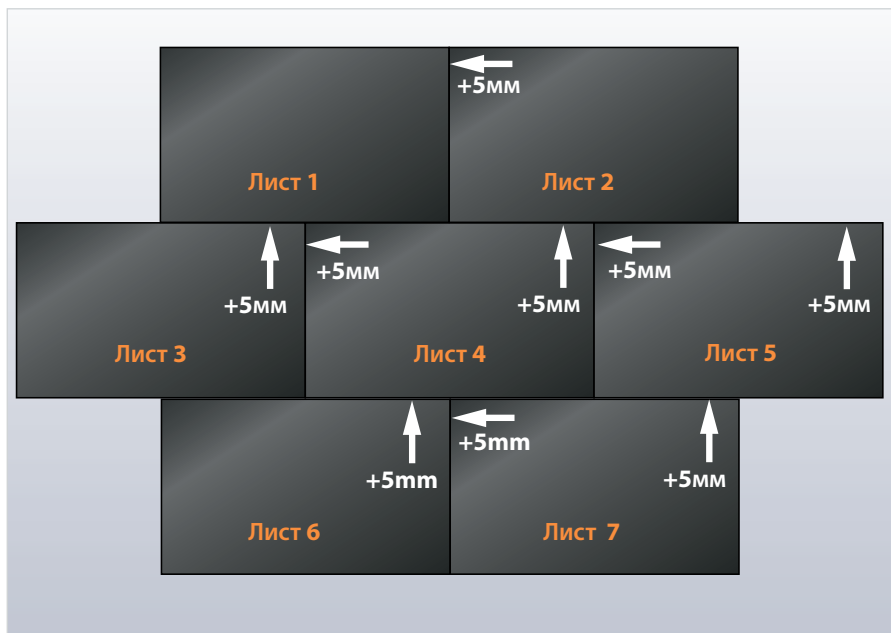 +5мм
Лист 1
Лист 2
+5мм
+5мм
+5мм
+5мм
+5мм
Лист 3
Лист 4
Лист 5
+5mm
+5mm
+5мм
Лист 6
Лист 7